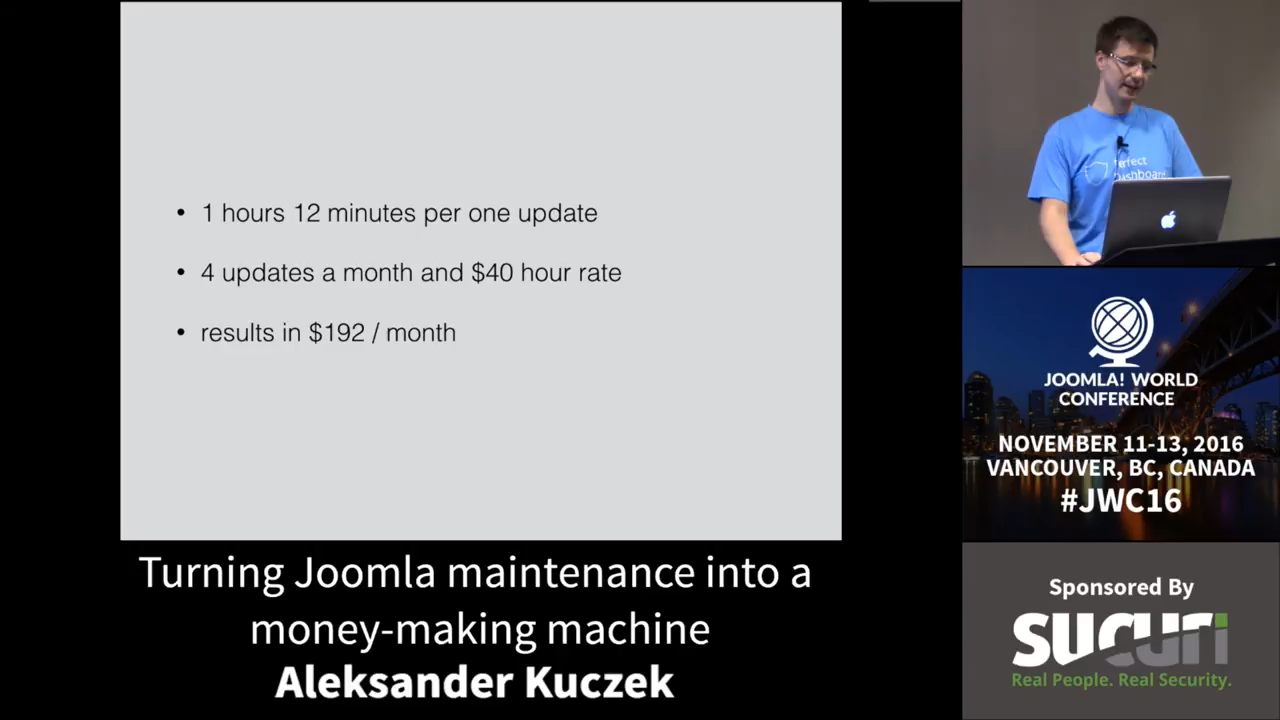 • 1 hours 12 minutes per one update
• 4 updates a month and $40 hour rate
• results in $192 / month
Turning Joomla maintenance into a
money-making machine
Aleksander Kuczek
Perfect
Dashboard
JOOMLA! WORLD
CONFERENCE
NOVEMBER 11-13, 2016
VANCOUVER, BC, CANADA
#JWC16
Sponsored By
SUCURI
Real People. Real Security.